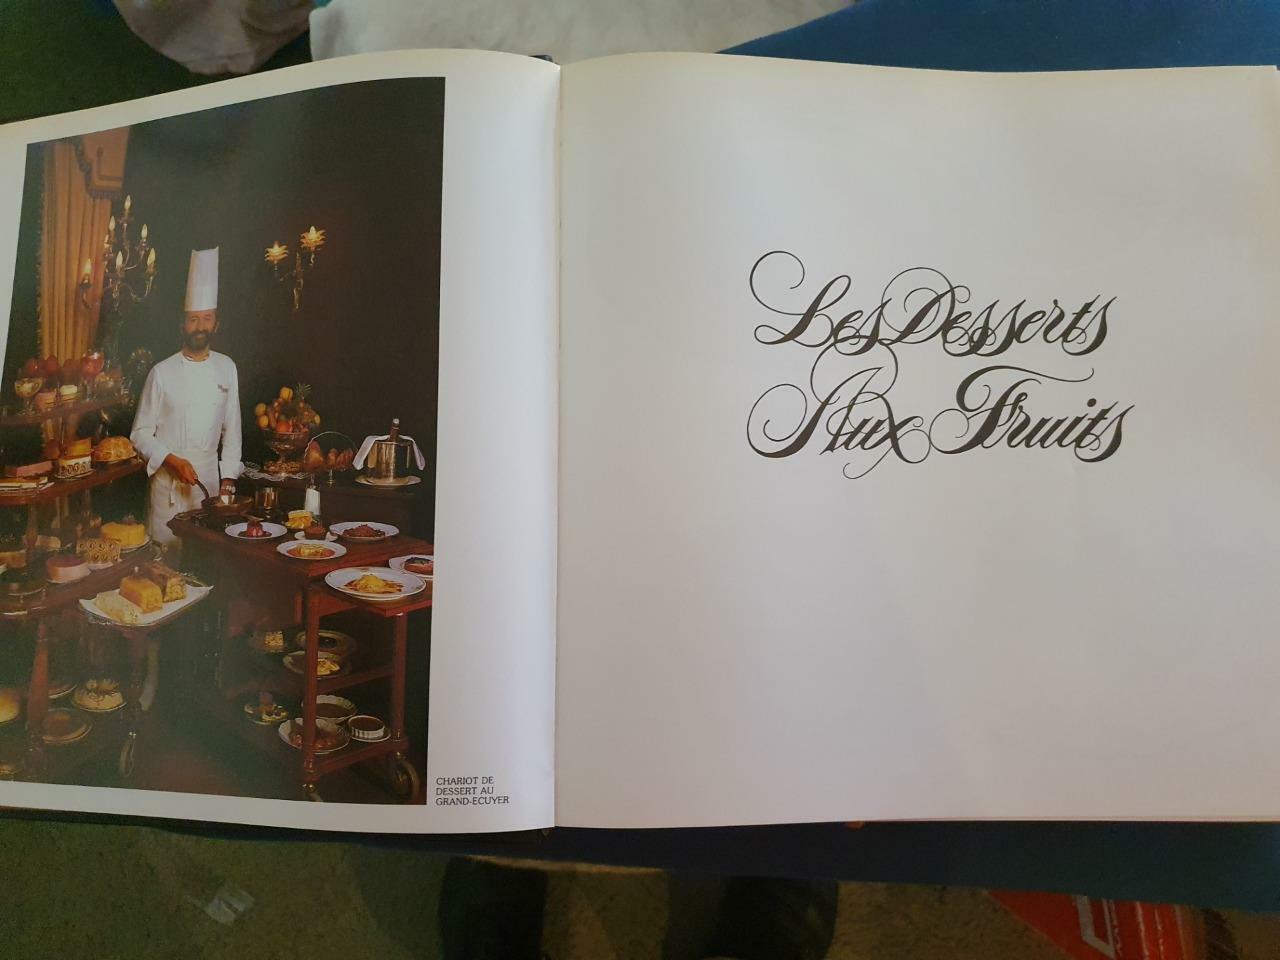 CHARIOT DE
DESSERT AU
GRAND-ECUYER
Les Desserts
Aux Fruits